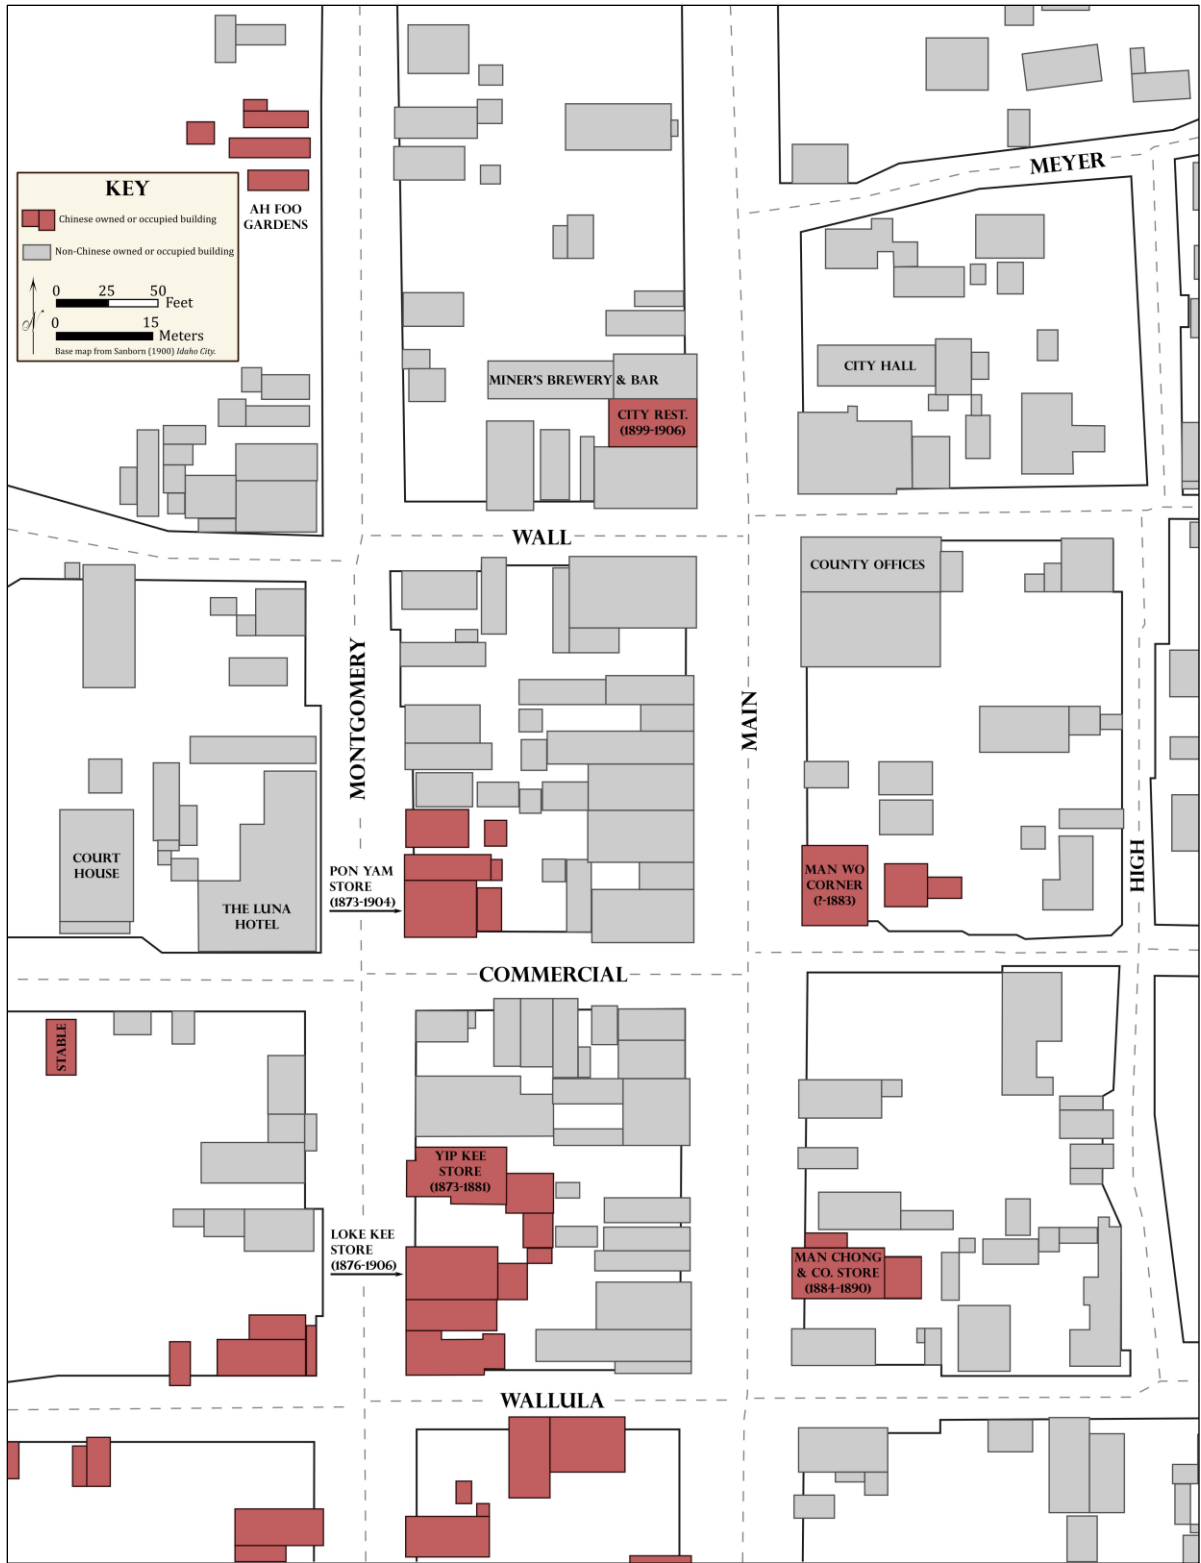 MEYER
KEY
Chinese owned or occupied building
Non-Chinese owned or occupied building
N
0 25 50
Feet
0 15
Meters
Base map from Sanborn (1900) Idaho City.
AH FOO
GARDENS
MINER'S BREWERY & BAR
CITY REST.
(1899-1906)
CITY HALL
WALL
COUNTY OFFICES
MONTGOMERY
MAIN
HIGH
COURT
HOUSE
THE LUNA
HOTEL
PON YAM
STORE
(1873-1904)
MAN WO
CORNER
(?-1883)
COMMERCIAL
STABLE
YIP KEE
STORE
(1873-1881)
LOKE KEE
STORE
(1876-1906)
MAN CHONG
& CO. STORE
(1884-1890)
WALLULA